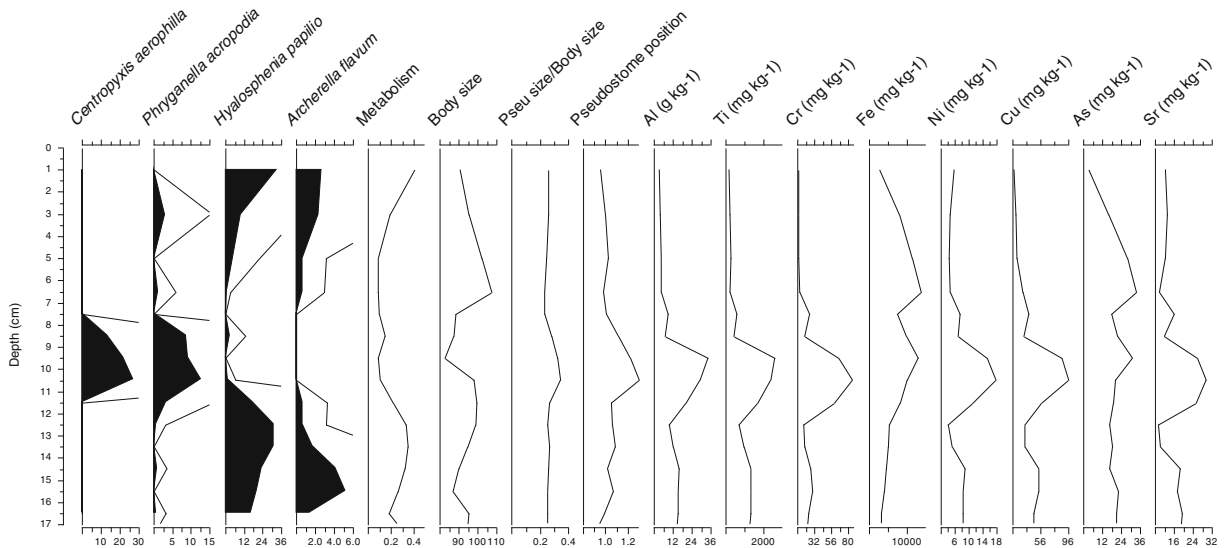 Centropyxis aerophilla
Phryganella acropodia
Hyalosphenia papilio
Archerella flavum
Metabolism
Body size
Pseu size/Body size
Pseudostome position
Al (g kg-1)
Ti (mg kg-1)
Cr (mg kg-1)
Fe (mg kg-1)
Ni (mg kg-1)
Cu (mg kg-1)
As (mg kg-1)
Sr (mg kg-1)
Depth (cm)
0
1
2
3
4
5
6
7
8
9
10
11
12
13
14
15
16
17
10 20 30
5 10 15
12 24 36
2.0 4.0 6.0
0.2 0.4
90 100 110
0.2 0.4
1.0 1.2
12 24 36
2000
32 56 80
10000
6 10 14 18
56 96
12 24 36
16 24 32